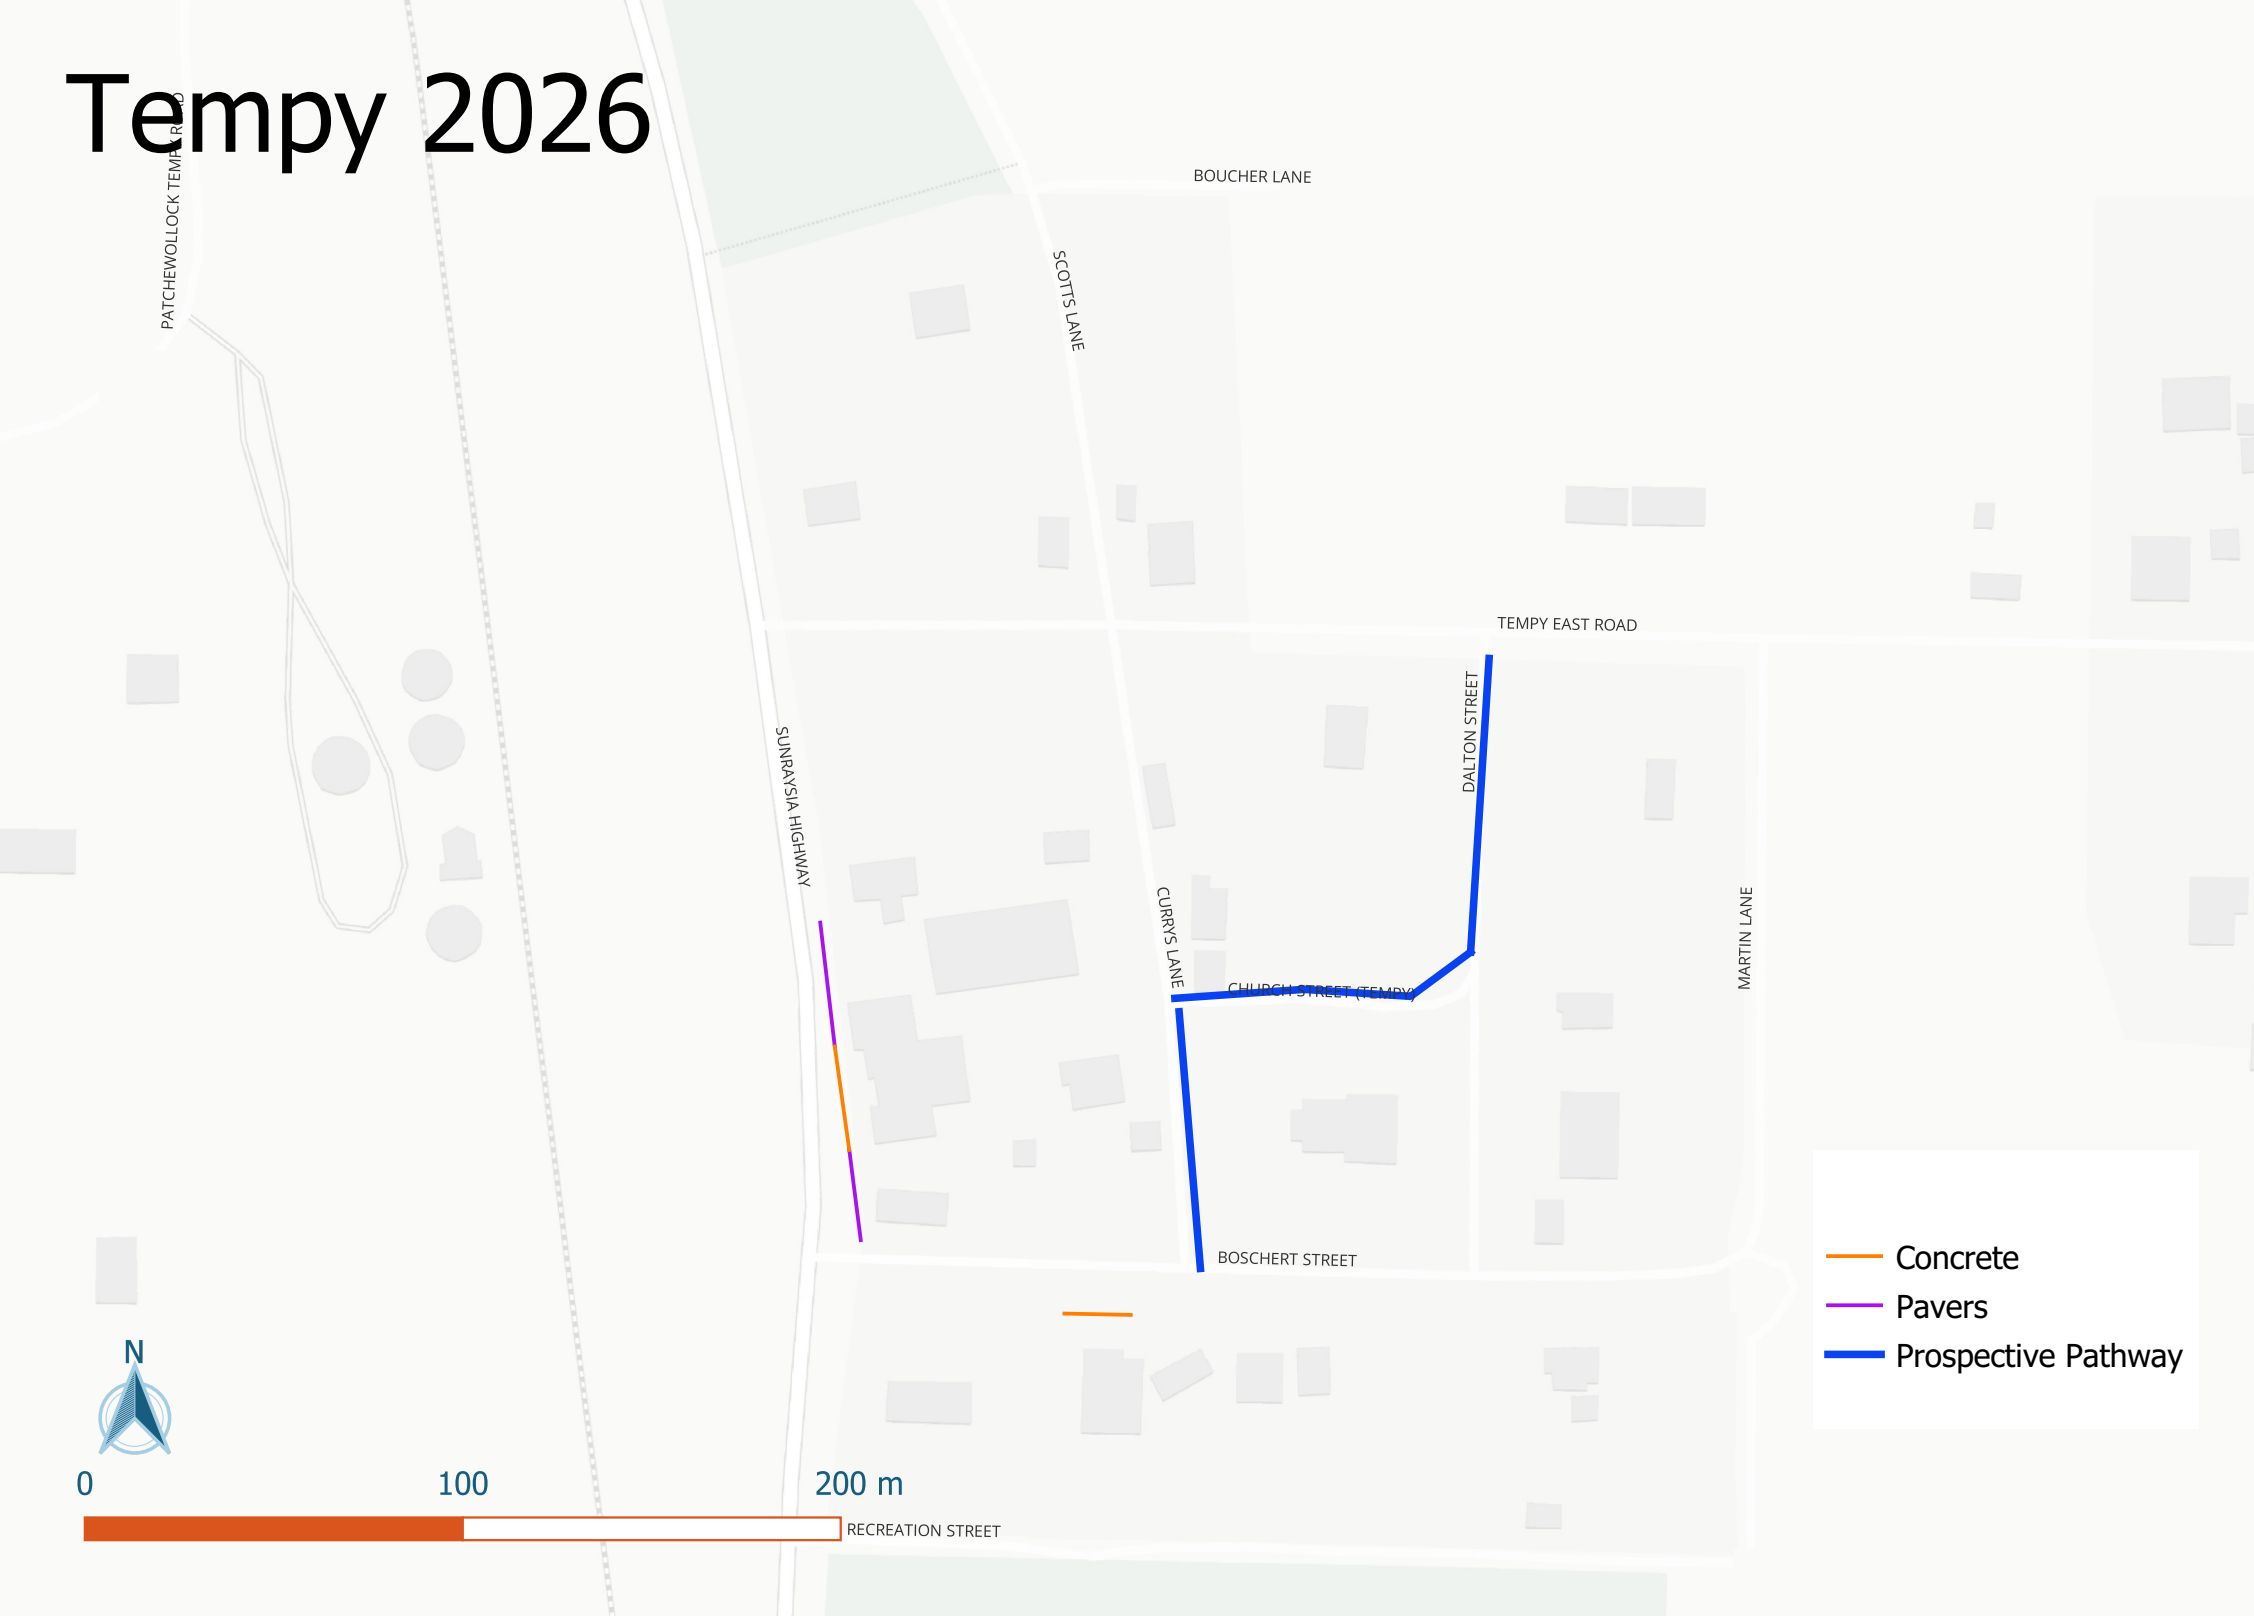 Tempy 2026
PATCHEWOLLOCK TEMPY ROAD
BOUCHER LANE
SCOTTS LANE
TEMPY EAST ROAD
DALTON STREET
SUNRAYSIA HIGHWAY
CURRYS LANE
MARTIN LANE
CHURCH STREET (TEMPY)
BOSCHERT STREET
Concrete
Pavers
Prospective Pathway
N
0 100 200 m
RECREATION STREET